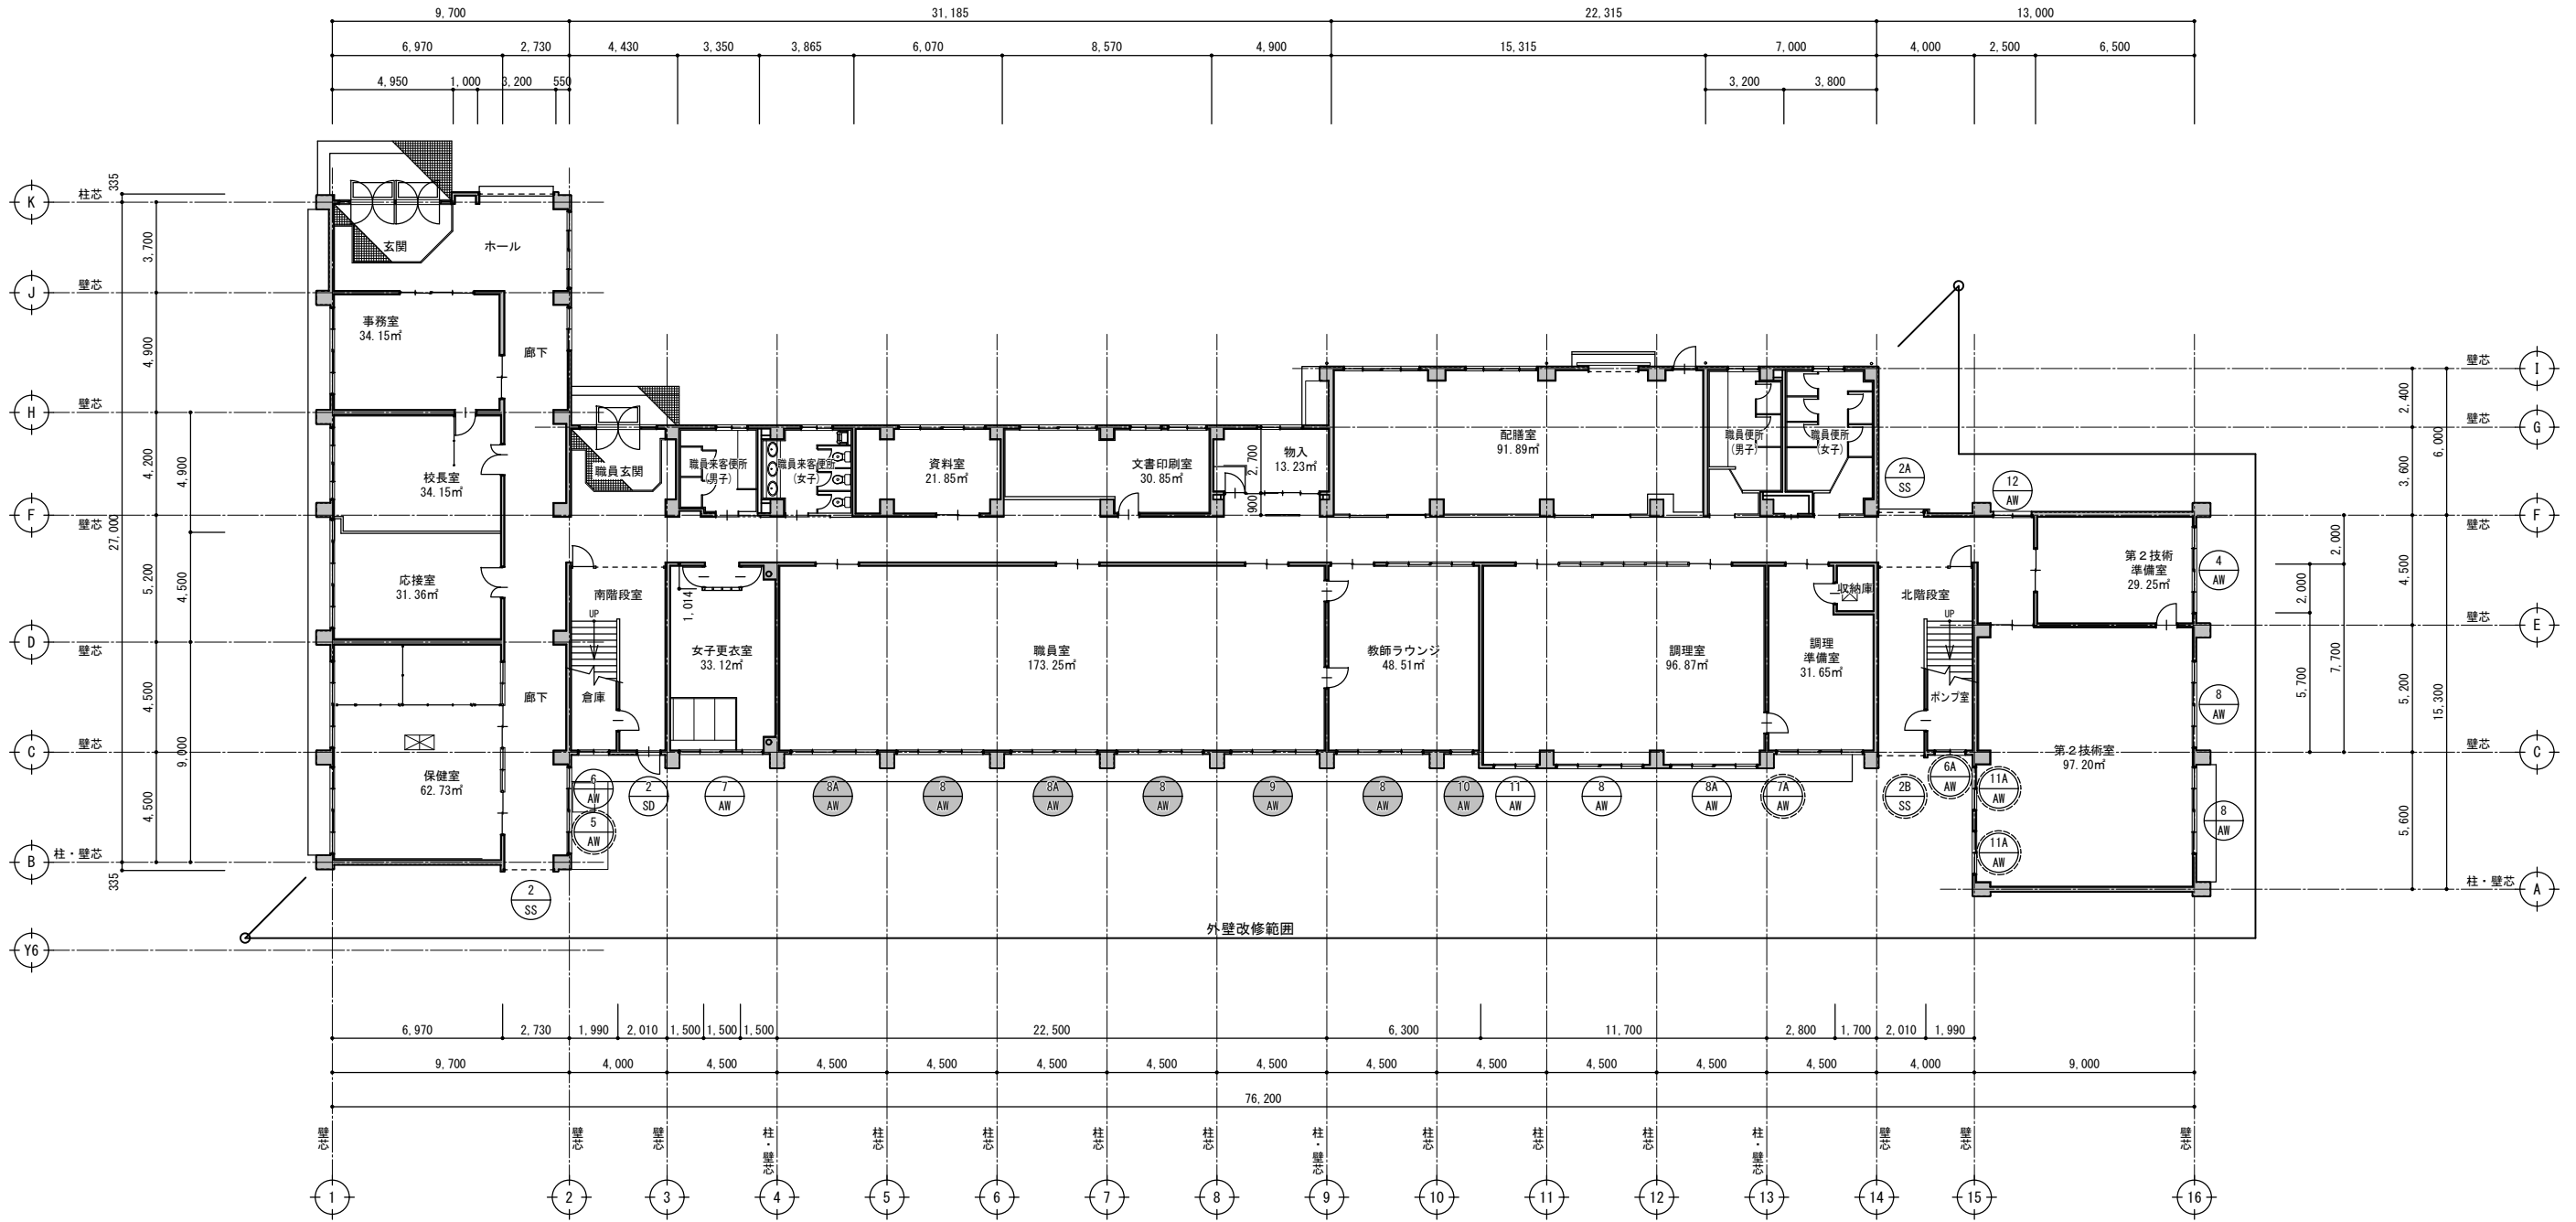 9,700 31,185 22,315 13,000
6,970 2,730 4,430 3,350 3,865 6,070 8,570 4,900 15,315 7,000 4,000 2,500 6,500
4,950 1,000 3,200 550 3,200 3,800
335
K 柱芯
3,700
玄関 ホール
J 壁芯
事務室
34.15㎡
4,900
廊下
H 壁芯
校長室
34.15㎡
4,200
4,900
F 壁芯
27,000
応接室
31.36㎡
5,200
4,500
D 壁芯
廊下
4,500
9,000
C 壁芯
保健室
62.73㎡
4,500
B 柱・壁芯
335
Y6
職員玄関
職員来客便所
(男子)
職員来客便所
(女子)
資料室
21.85㎡
文書印刷室
30.85㎡
物入
13.23㎡
2,700
900
配膳室
91.89㎡
職員便所
(男子)
職員便所
(女子)
南階段室
UP
倉庫
1,014
女子更衣室
33.12㎡
職員室
173.25㎡
教師ラウンジ
48.51㎡
調理室
96.87㎡
収納庫
調理
準備室
31.65㎡
北階段室
UP
ポンプ室
第2技術
準備室
29.25㎡
第2技術室
97.20㎡
2A
SS
12
AW
4
AW
8
AW
8
AW
11A
AW
11A
AW
6A
AW
2B
SS
6
AW
5
AW
2
SS
2
SD
7
AW
8A
AW
8
AW
8A
AW
8
AW
9
AW
8
AW
10
AW
11
AW
8
AW
8A
AW
7A
AW
外壁改修範囲
壁芯 I
2,400
6,000
壁芯 G
3,600
壁芯 F
2,000
4,500
2,000
壁芯 E
7,700
5,700
5,200
15,300
壁芯 C
5,600
柱・壁芯 A
6,970 2,730 1,990 2,010 1,500 1,500 1,500 22,500 6,300 11,700 2,800 1,700 2,010 1,990
9,700 4,000 4,500 4,500 4,500 4,500 4,500 4,500 4,500 4,500 4,500 4,500 4,500 4,000 9,000
76,200
壁芯 壁芯 壁芯 柱・壁芯 柱芯 柱芯 柱芯 柱芯 柱・壁芯 柱芯 柱芯 柱芯 柱・壁芯 壁芯 壁芯 壁芯
1 2 3 4 5 6 7 8 9 10 11 12 13 14 15 16